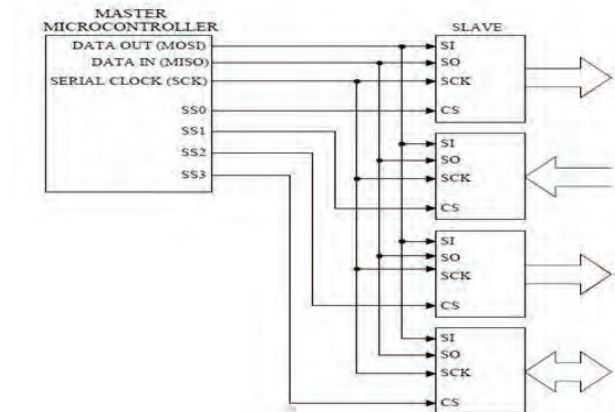 MASTER
MICROCONTROLLER
DATA OUT (MOSI)
DATA IN (MISO)
SERIAL CLOCK (SCK)
SS0
SS1
SS2
SS3
SLAVE
SI
SO
SCK
CS
SI
SO
SCK
CS
SI
SO
SCK
CS
SI
SO
SCK
CS